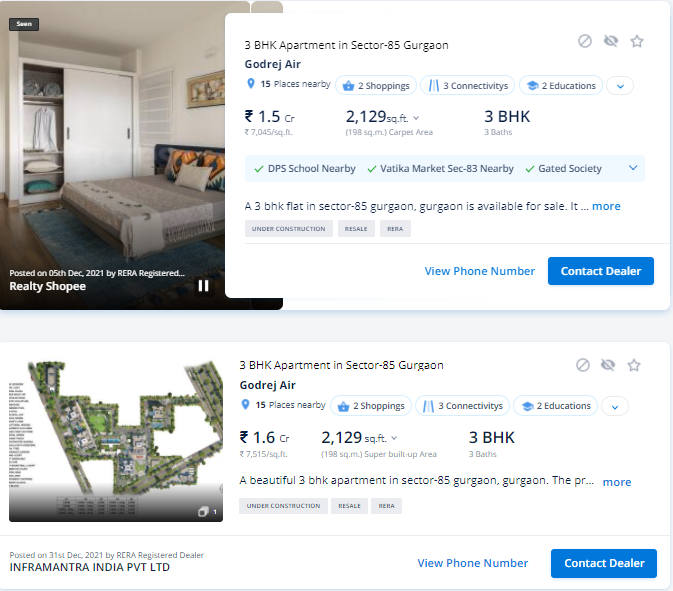 Seen
3 BHK Apartment in Sector-85 Gurgaon
Godrej Air
15 Places nearby 2 Shoppings 3 Connectivitys 2 Educations
₹ 1.5 Cr 2,129 sq.ft. 3 BHK
₹ 7,045/sq.ft. (198 sq.m.) Carpet Area 3 Baths
DPS School Nearby Vatika Market Sec-83 Nearby Gated Society
A 3 bhk flat in sector-85 gurgaon, gurgaon is available for sale. It ... more
UNDER CONSTRUCTION RESALE RERA
Posted on 05th Dec, 2021 by RERA Registered...
Realty Shopee
View Phone Number Contact Dealer
3 BHK Apartment in Sector-85 Gurgaon
Godrej Air
15 Places nearby 2 Shoppings 3 Connectivitys 2 Educations
₹ 1.6 Cr 2,129 sq.ft. 3 BHK
₹ 7,515/sq.ft. (198 sq.m.) Super built-up Area 3 Baths
A beautiful 3 bhk apartment in sector-85 gurgaon, gurgaon. The pr... more
UNDER CONSTRUCTION RESALE RERA
1
Posted on 31st Dec, 2021 by RERA Registered Dealer
INFRAMANTRA INDIA PVT LTD
View Phone Number Contact Dealer